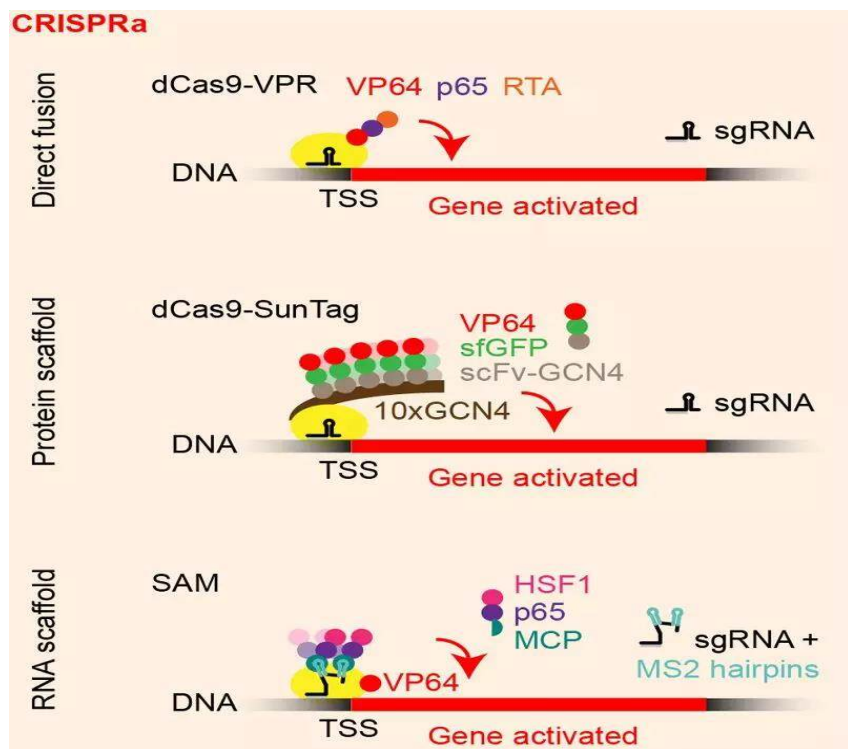 CRISPRa
Direct fusion
dCas9-VPR
VP64 p65 RTA
sgRNA
DNA
TSS
Gene activated
Protein scaffold
dCas9-SunTag
VP64
sfGFP
scFv-GCN4
10xGCN4
sgRNA
DNA
TSS
Gene activated
RNA scaffold
SAM
HSF1
p65
MCP
sgRNA +
MS2 hairpins
VP64
DNA
TSS
Gene activated